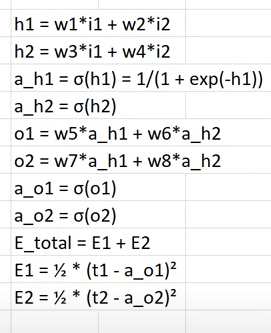 h1 = w1*i1 + w2*i2
h2 = w3*i1 + w4*i2
a_h1 = σ(h1) = 1/(1 + exp(-h1))
a_h2 = σ(h2)
o1 = w5*a_h1 + w6*a_h2
o2 = w7*a_h1 + w8*a_h2
a_o1 = σ(o1)
a_o2 = σ(o2)
E_total = E1 + E2
E1 = ½ * (t1 - a_o1)²
E2 = ½ * (t2 - a_o2)²